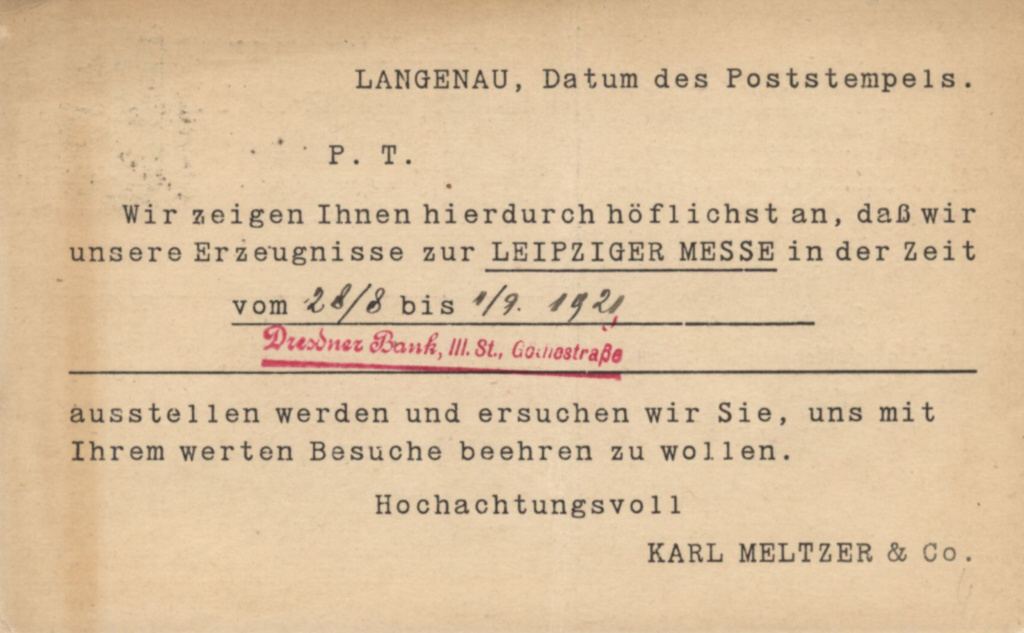 LANGENAU, Datum des Poststempels.
P. T.
Wir zeigen Ihnen hierdurch höflichst an, daß wir
unsere Erzeugnisse zur LEIPZIGER MESSE in der Zeit
vom 28/8 bis 1/9. 1921
Dresdner Bank, III. St., Goethestraße
ausstellen werden und ersuchen wir Sie, uns mit
Ihrem werten Besuche beehren zu wollen.
Hochachtungsvoll
KARL MELTZER & Co.